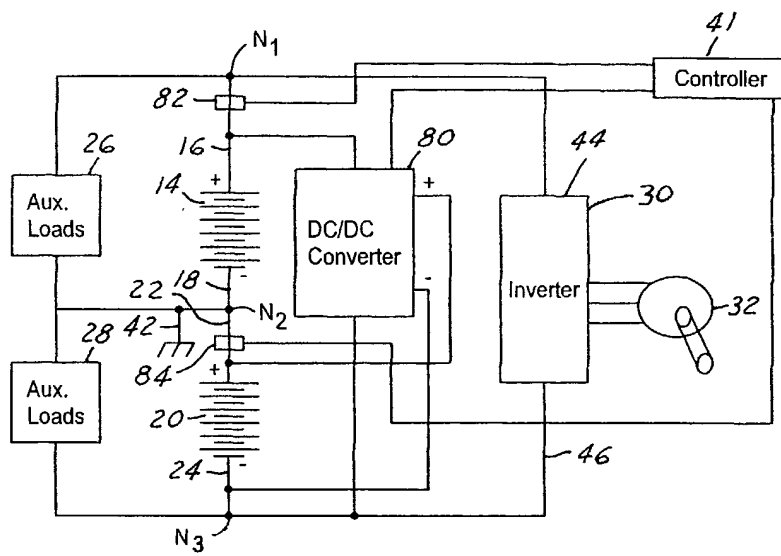 N1
41
Controller
82
16
80
44
26
Aux.
Loads
+
14
+
30
DC/DC
Converter
-
18
-
22
N2
Inverter
32
42
28
84
Aux.
Loads
+
20
24
-
46
N3